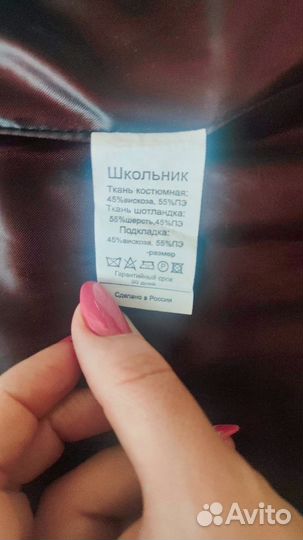 Школьник
Ткань костюмная:
45%вискоза, 55%ПЭ
Ткань шотландка:
55%шерсть,45%ПЭ
Подкладка:
45%вискоза, 55%ПЭ
-размер
Гарантийный срок
30 дней
Сделано в России
Avito